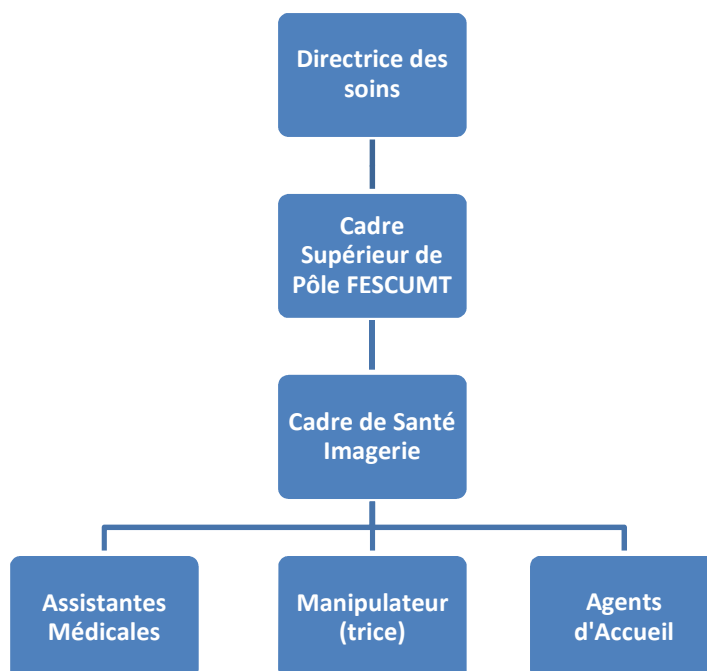 Directrice des
soins
Cadre
Supérieur de
Pôle FESCUMT
Cadre de Santé
Imagerie
Assistantes
Médicales
Manipulateur
(trice)
Agents
d'Accueil